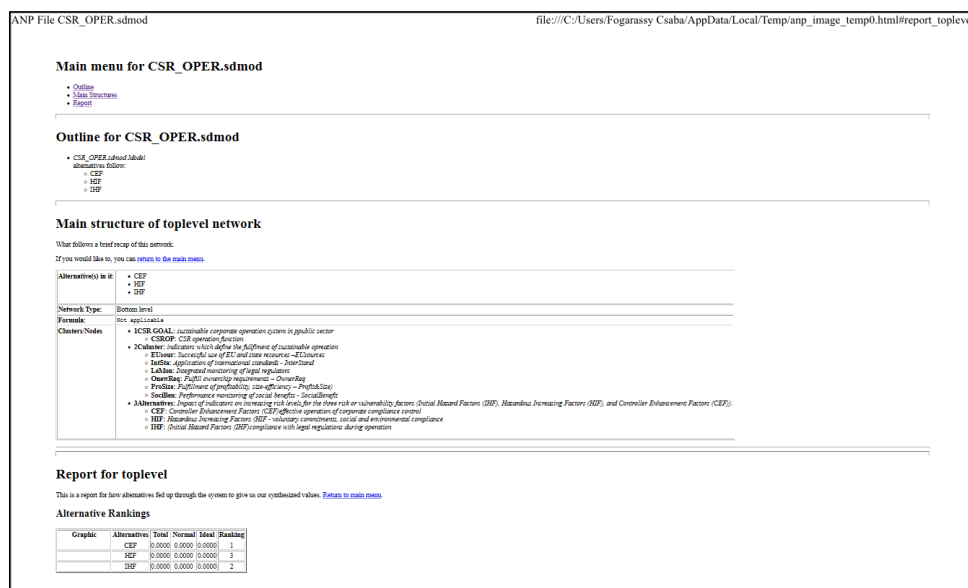 ANP File CSR_OPER.sdmod file:///C:/Users/Fogarassy Csaba/AppData/Local/Temp/anp_image_temp0.html#report_topleve
Main menu for CSR_OPER.sdmod
• Outline
• Main Structures
• Report
Outline for CSR_OPER.sdmod
• CSR_OPER.sdmod Model
alternatives follow:
○ CEF
○ HIF
○ IHF
Main structure of toplevel network
What follows a brief recap of this network.
If you would like to, you can return to the main menu.
Alternative(s) in it: • CEF
• HIF
• IHF
Network Type: Bottom level
Formula: Not applicable
Clusters/Nodes • 1CSR GOAL: sustainable corporate operation system in ppublic sector
○ CSROP: CSR operation function
• 2Culuster: indicators which define the fullfiment of sustainable opreation
○ EUsour: Successful use of EU and state resources –EUsources
○ IntSta: Application of international standards - InterStand
○ LeMon: Integrated monitoring of legal regulators
○ OnewReq: Fulfill ownership requirements – OwnerReq
○ ProSize: Fulfillment of profitability, size-efficiency – Profit&Size)
○ SociBen: Performance monitoring of social benefits - SocialBenefit
• 3Alternatives: Impact of indicators on increasing risk levels,for the three risk or vulnerability factors (Initial Hazard Factors (IHF), Hazardous Increasing Factors (HIF), and Controller Enhancement Factors (CEF)).
○ CEF: Controller Enhancement Factors (CEF)effective operation of corporate compliance control
○ HIF: Hazardous Increasing Factors (HIF - voluntary commitments, social and environmental compliance
○ IHF: (Initial Hazard Factors (IHF)compliance with legal regulations during operation
Report for toplevel
This is a report for how alternatives fed up through the system to give us our synthesized values. Return to main menu.
Alternative Rankings
Graphic Alternatives Total Normal Ideal Ranking
CEF 0.0000 0.0000 0.0000 1
HIF 0.0000 0.0000 0.0000 3
IHF 0.0000 0.0000 0.0000 2